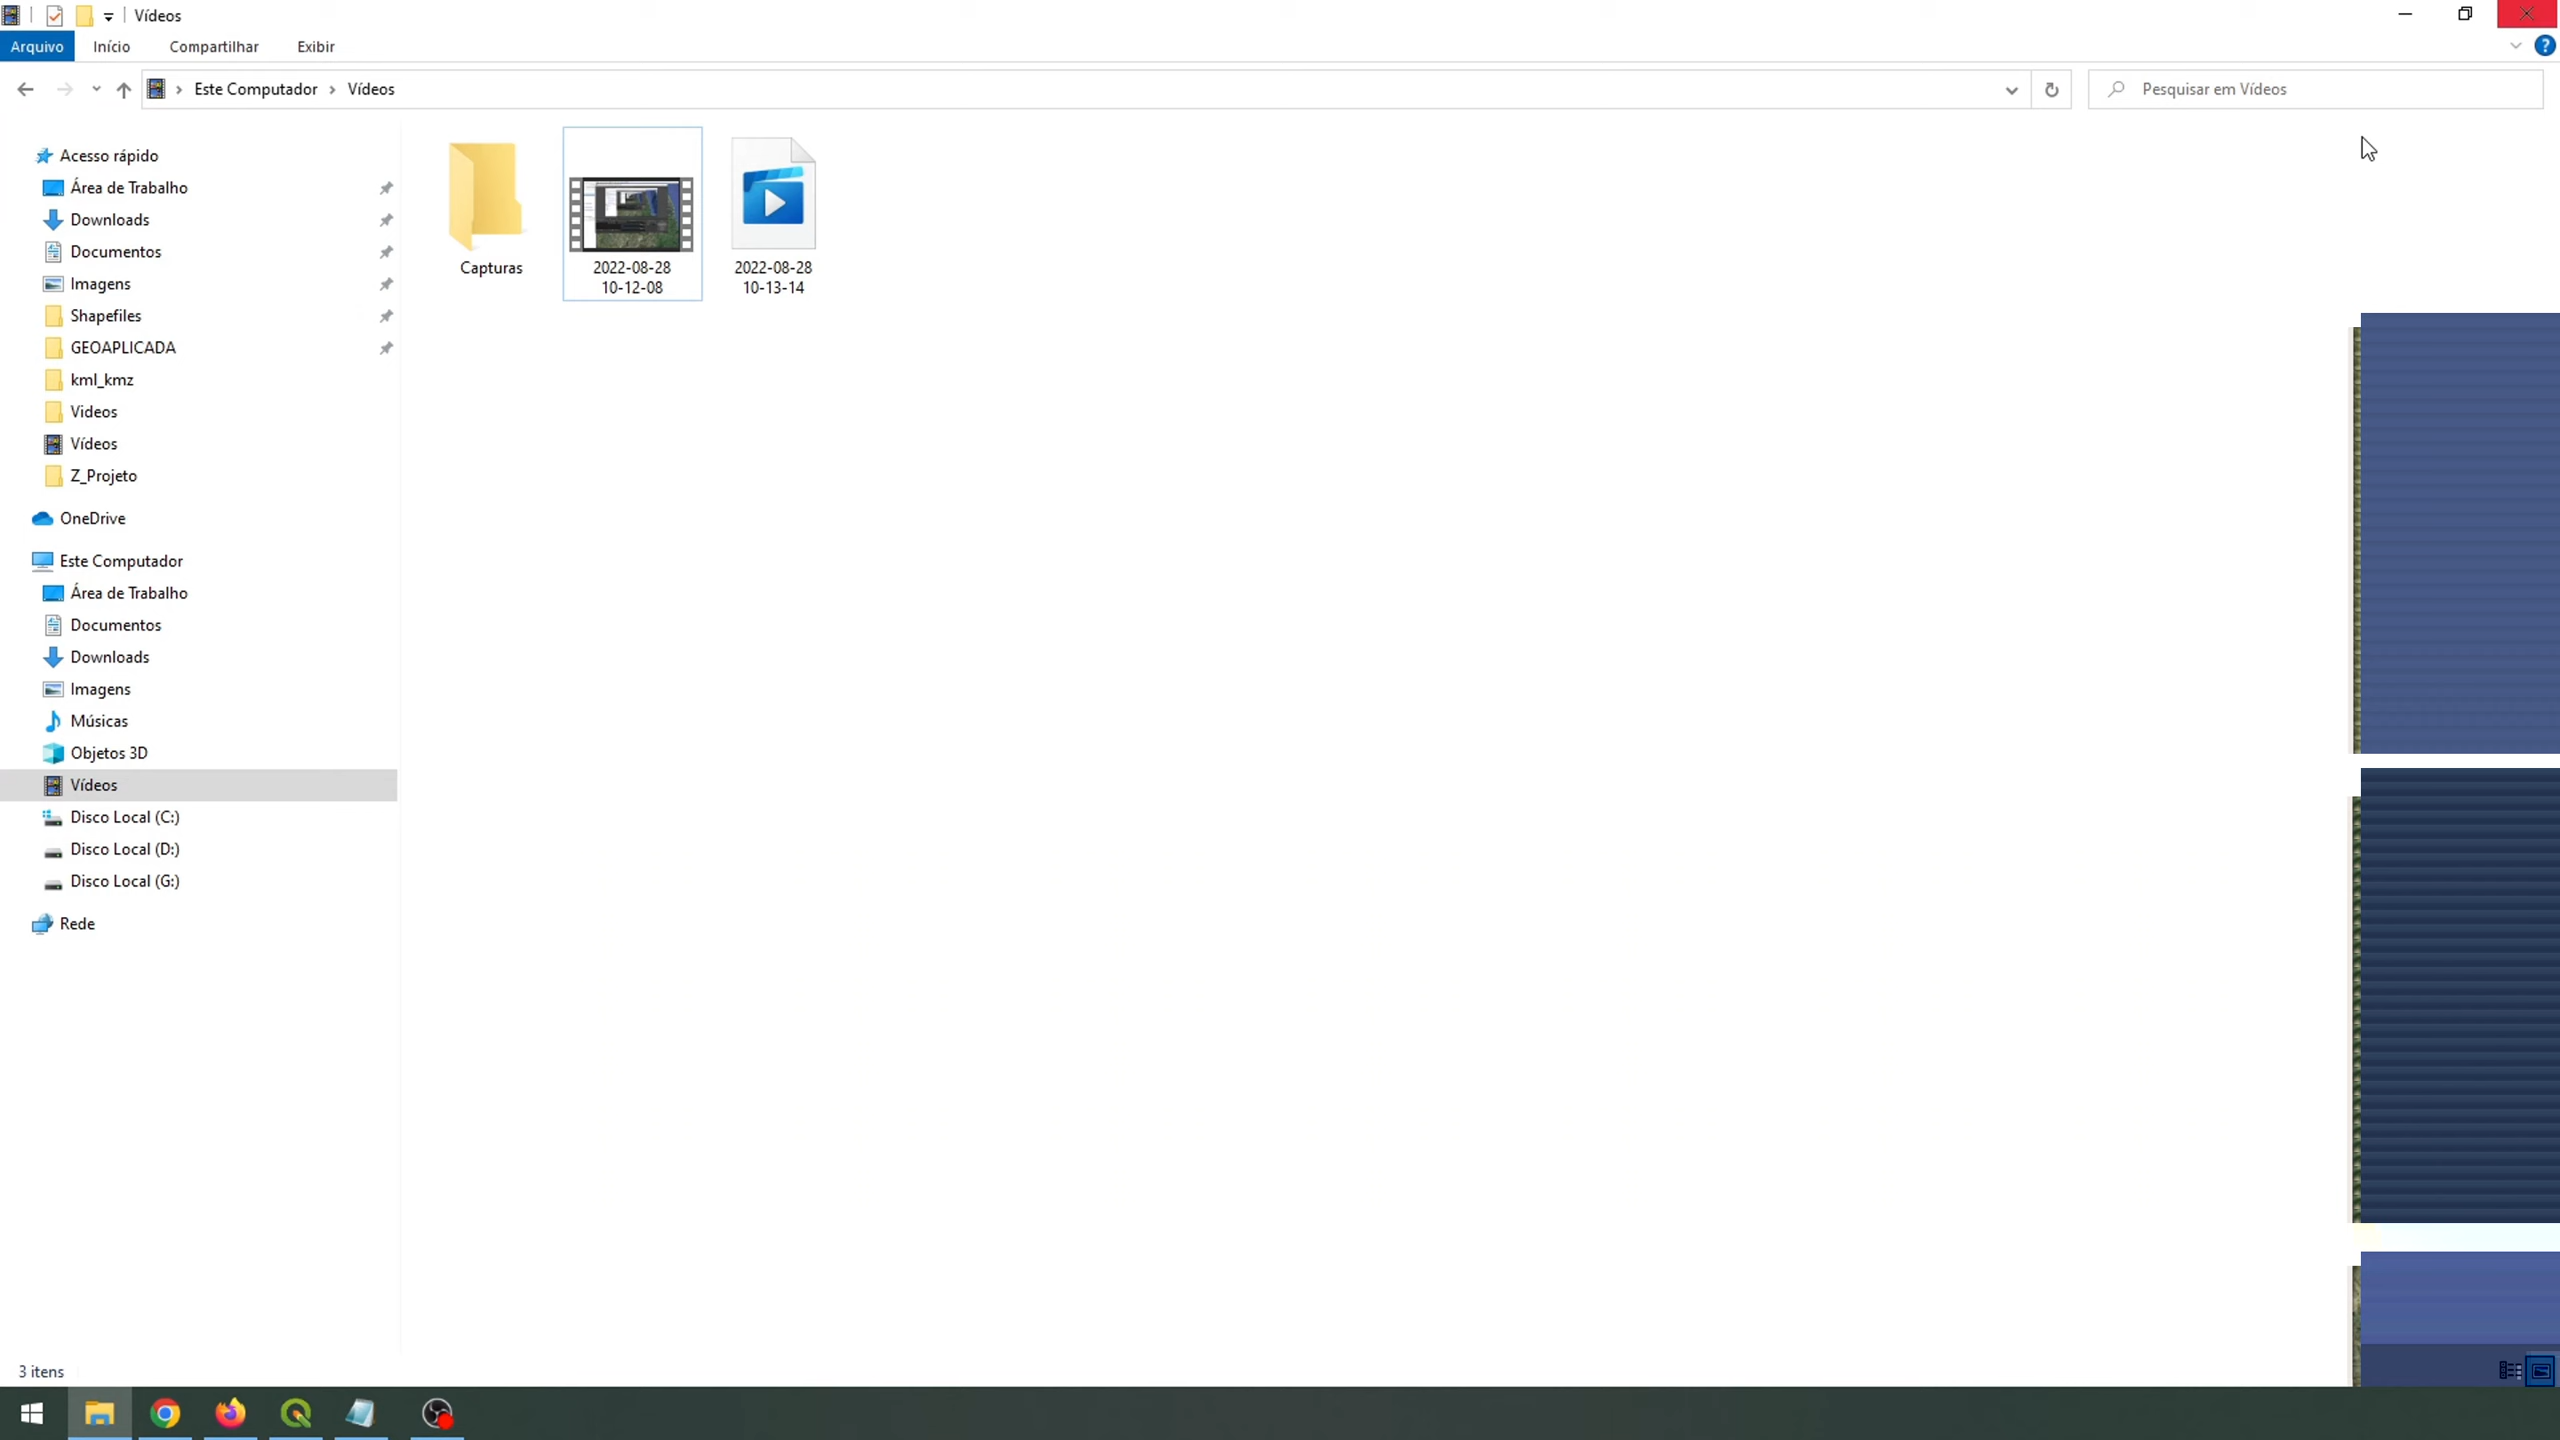 Vídeos
Arquivo
Início
Compartilhar
Exibir
Este Computador
Vídeos
Pesquisar em Vídeos
Acesso rápido
Área de Trabalho
Downloads
Documentos
Imagens
Shapefiles
GEOAPLICADA
kml_kmz
Videos
Vídeos
Z_Projeto
OneDrive
Este Computador
Área de Trabalho
Documentos
Downloads
Imagens
Músicas
Objetos 3D
Vídeos
Disco Local (C:)
Disco Local (D:)
Disco Local (G:)
Rede
Capturas
2022-08-28
10-12-08
2022-08-28
10-13-14
3 itens